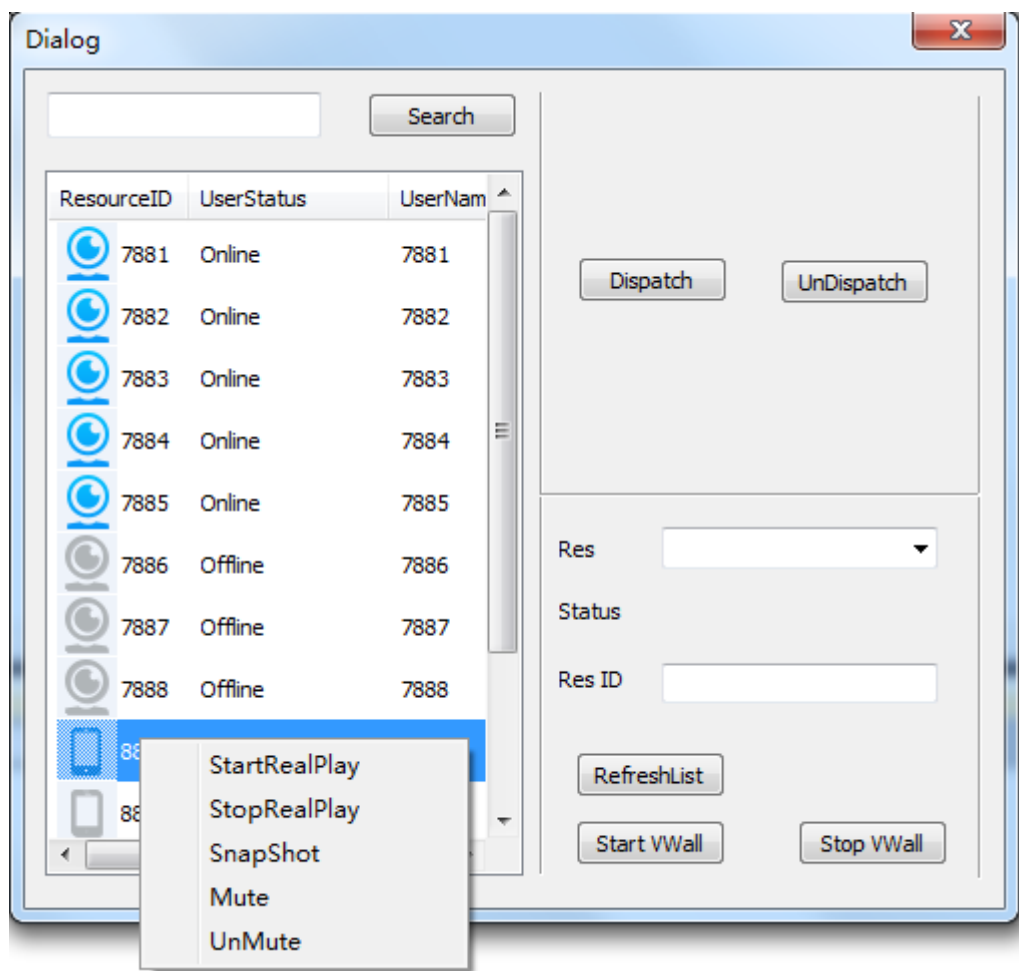 Dialog
Search
ResourceID UserStatus UserNam
7881 Online 7881
7882 Online 7882
7883 Online 7883
7884 Online 7884
7885 Online 7885
7886 Offline 7886
7887 Offline 7887
7888 Offline 7888
StartRealPlay
StopRealPlay
SnapShot
Mute
UnMute
Dispatch UnDispatch
Res
Status
Res ID
RefreshList
Start VWall Stop VWall